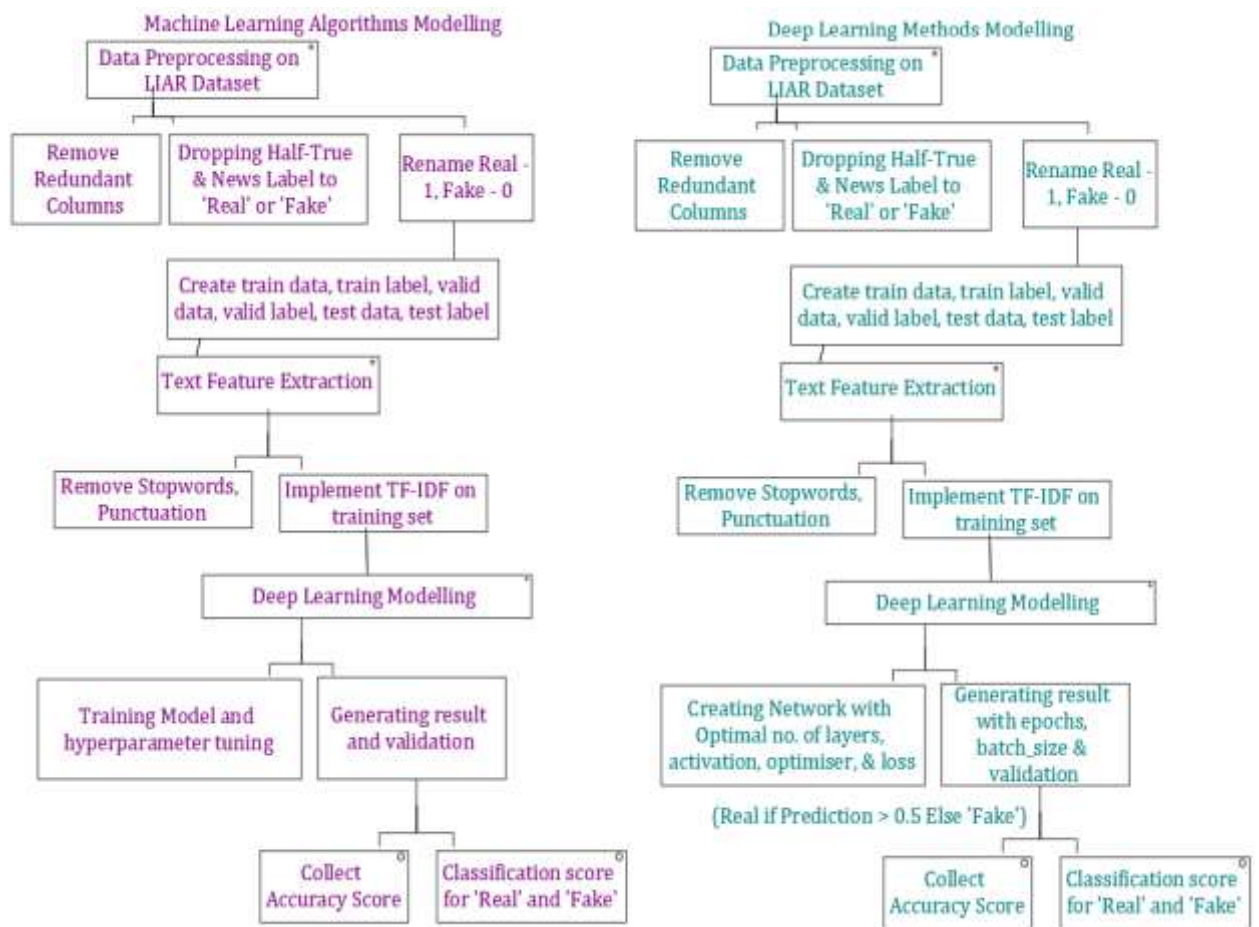 Machine Learning Algorithms Modelling
Data Preprocessing on
LIAR Dataset
Remove
Redundant
Columns
Dropping Half-True
& News Label to
'Real' or 'Fake'
Rename Real -
1, Fake - 0
Create train data, train label, valid
data, valid label, test data, test label
Text Feature Extraction
Remove Stopwords,
Punctuation
Implement TF-IDF on
training set
Deep Learning Modelling
Training Model and
hyperparameter tuning
Generating result
and validation
Collect
Accuracy Score
Classification score
for 'Real' and 'Fake'
Deep Learning Methods Modelling
Data Preprocessing on
LIAR Dataset
Remove
Redundant
Columns
Dropping Half-True
& News Label to
'Real' or 'Fake'
Rename Real -
1, Fake - 0
Create train data, train label, valid
data, valid label, test data, test label
Text Feature Extraction
Remove Stopwords,
Punctuation
Implement TF-IDF on
training set
Deep Learning Modelling
Creating Network with
Optimal no. of layers,
activation, optimiser, & loss
Generating result
with epochs,
batch_size &
validation
(Real if Prediction > 0.5 Else 'Fake')
Collect
Accuracy Score
Classification score
for 'Real' and 'Fake'